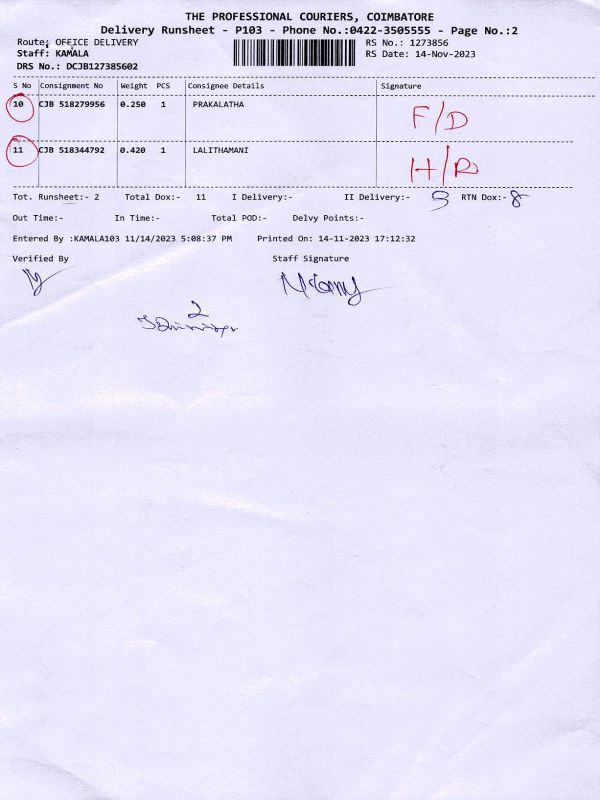 THE PROFESSIONAL COURIERS, COIMBATORE
Delivery Runsheet - P103 - Phone No.:0422-3505555 - Page No.:2
Route: OFFICE DELIVERY RS No.: 1273856
Staff: KAMALA RS Date: 14-Nov-2023
DRS No.: DCJB127385602
S No Consignment No Weight PCS Consignee Details Signature
10 CJB 518279956 0.250 1 PRAKALATHA F/D
11 CJB 518344792 0.420 1 LALITHAMANI H/R
Tot. Runsheet:- 2 Total Dox:- 11 I Delivery:- II Delivery:- 3 RTN Dox:- 8
Out Time:- In Time:- Total POD:- Delvy Points:-
Entered By :KAMALA103 11/14/2023 5:08:37 PM Printed On: 14-11-2023 17:12:32
Verified By Staff Signature
2